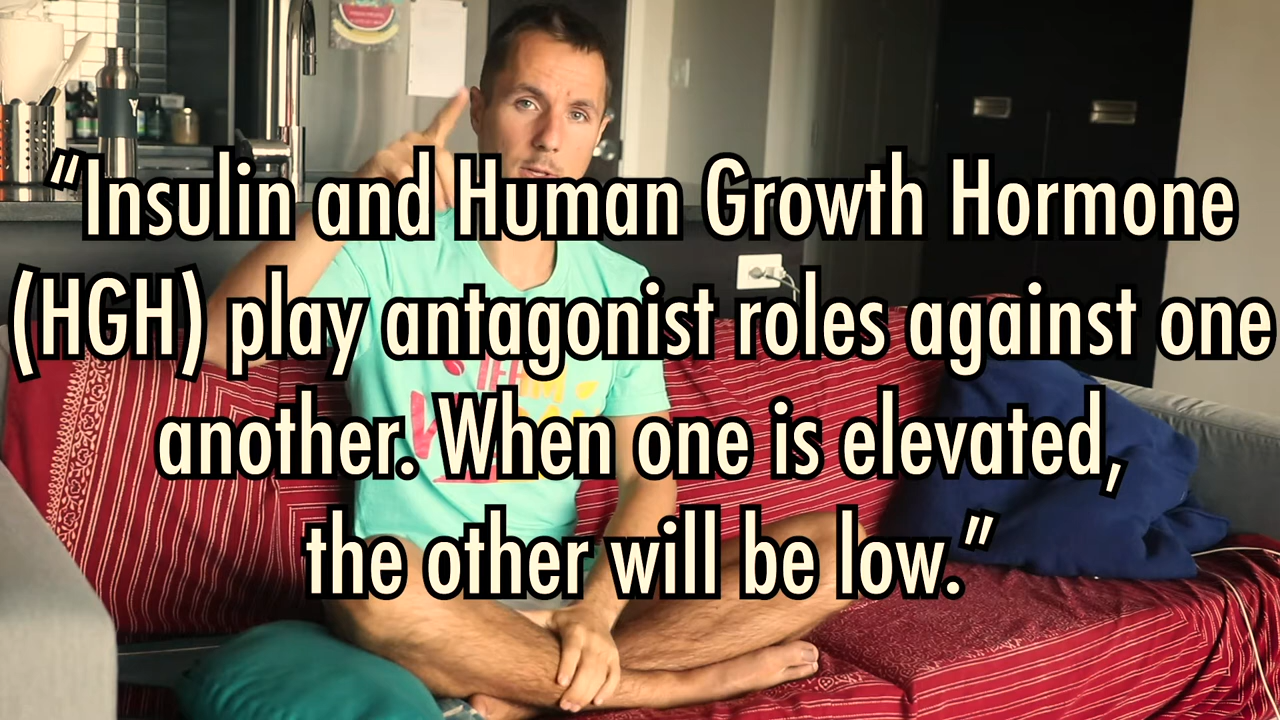 “Insulin and Human Growth Hormone
(HGH) play antagonist roles against one
another. When one is elevated,
the other will be low.”